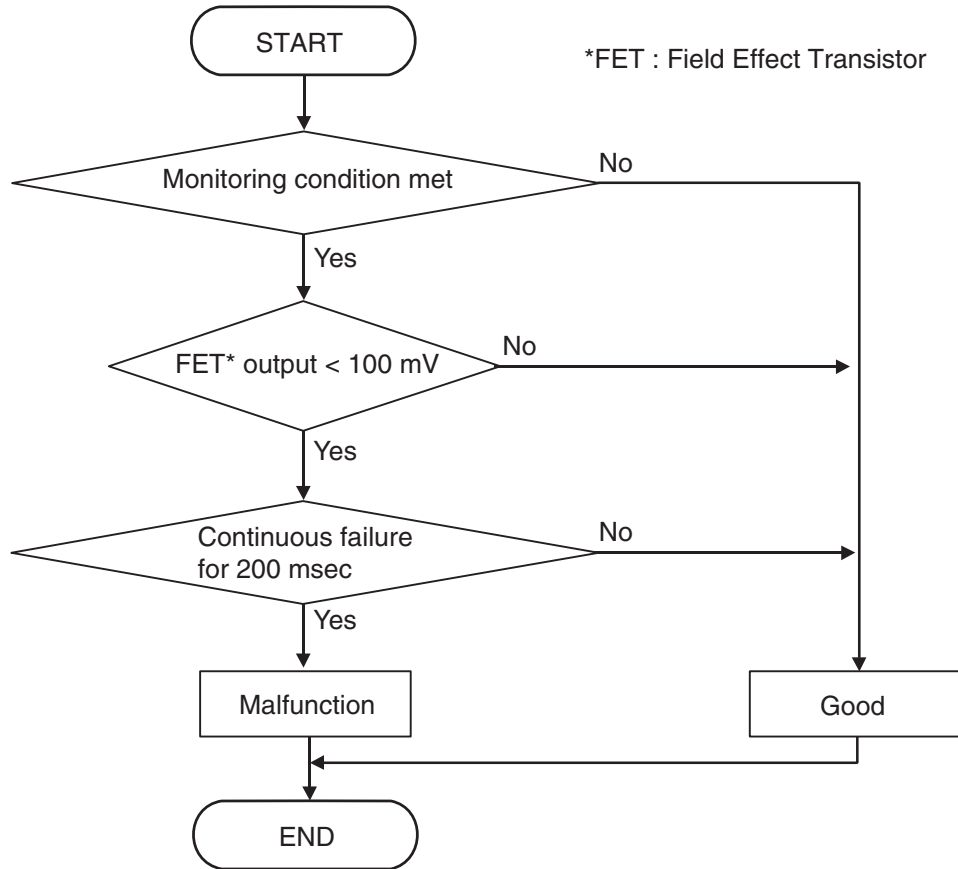 START
*FET : Field Effect Transistor
Monitoring condition met
No
Yes
FET* output < 100 mV
No
Yes
Continuous failure
for 200 msec
No
Yes
Malfunction
Good
END